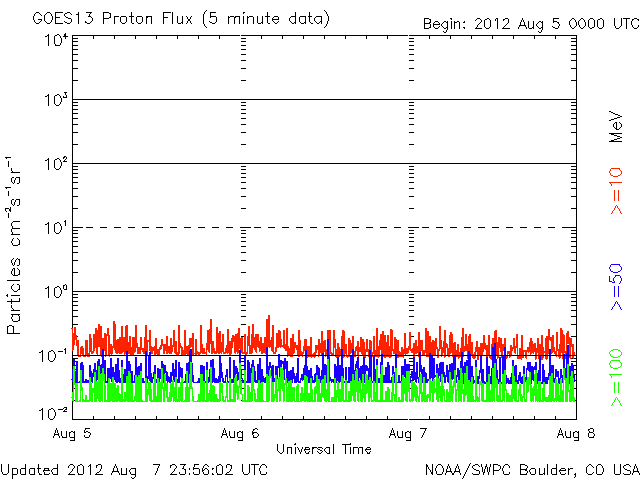 GOES13 Proton Flux (5 minute data)
Begin: 2012 Aug 5 0000 UTC
10⁴
10³
10²
10¹
10⁰
10⁻¹
10⁻²
Particles cm⁻²s⁻¹sr⁻¹
MeV
>=10
>=50
>=100
Aug 5
Aug 6
Aug 7
Aug 8
Universal Time
Updated 2012 Aug 7 23:56:02 UTC
NOAA/SWPC Boulder, CO USA